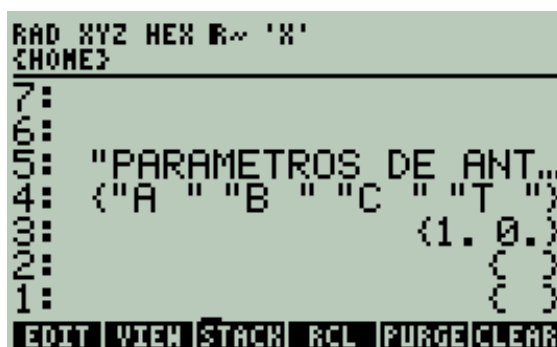 RAD XYZ HEX R~ 'X'
{HOME}
7:
6:
5: "PARAMETROS DE ANT…
4: {"A " "B " "C " "T "}
3: {1. 0.}
2: { }
1: { }
EDIT VIEW STACK RCL PURGE CLEAR